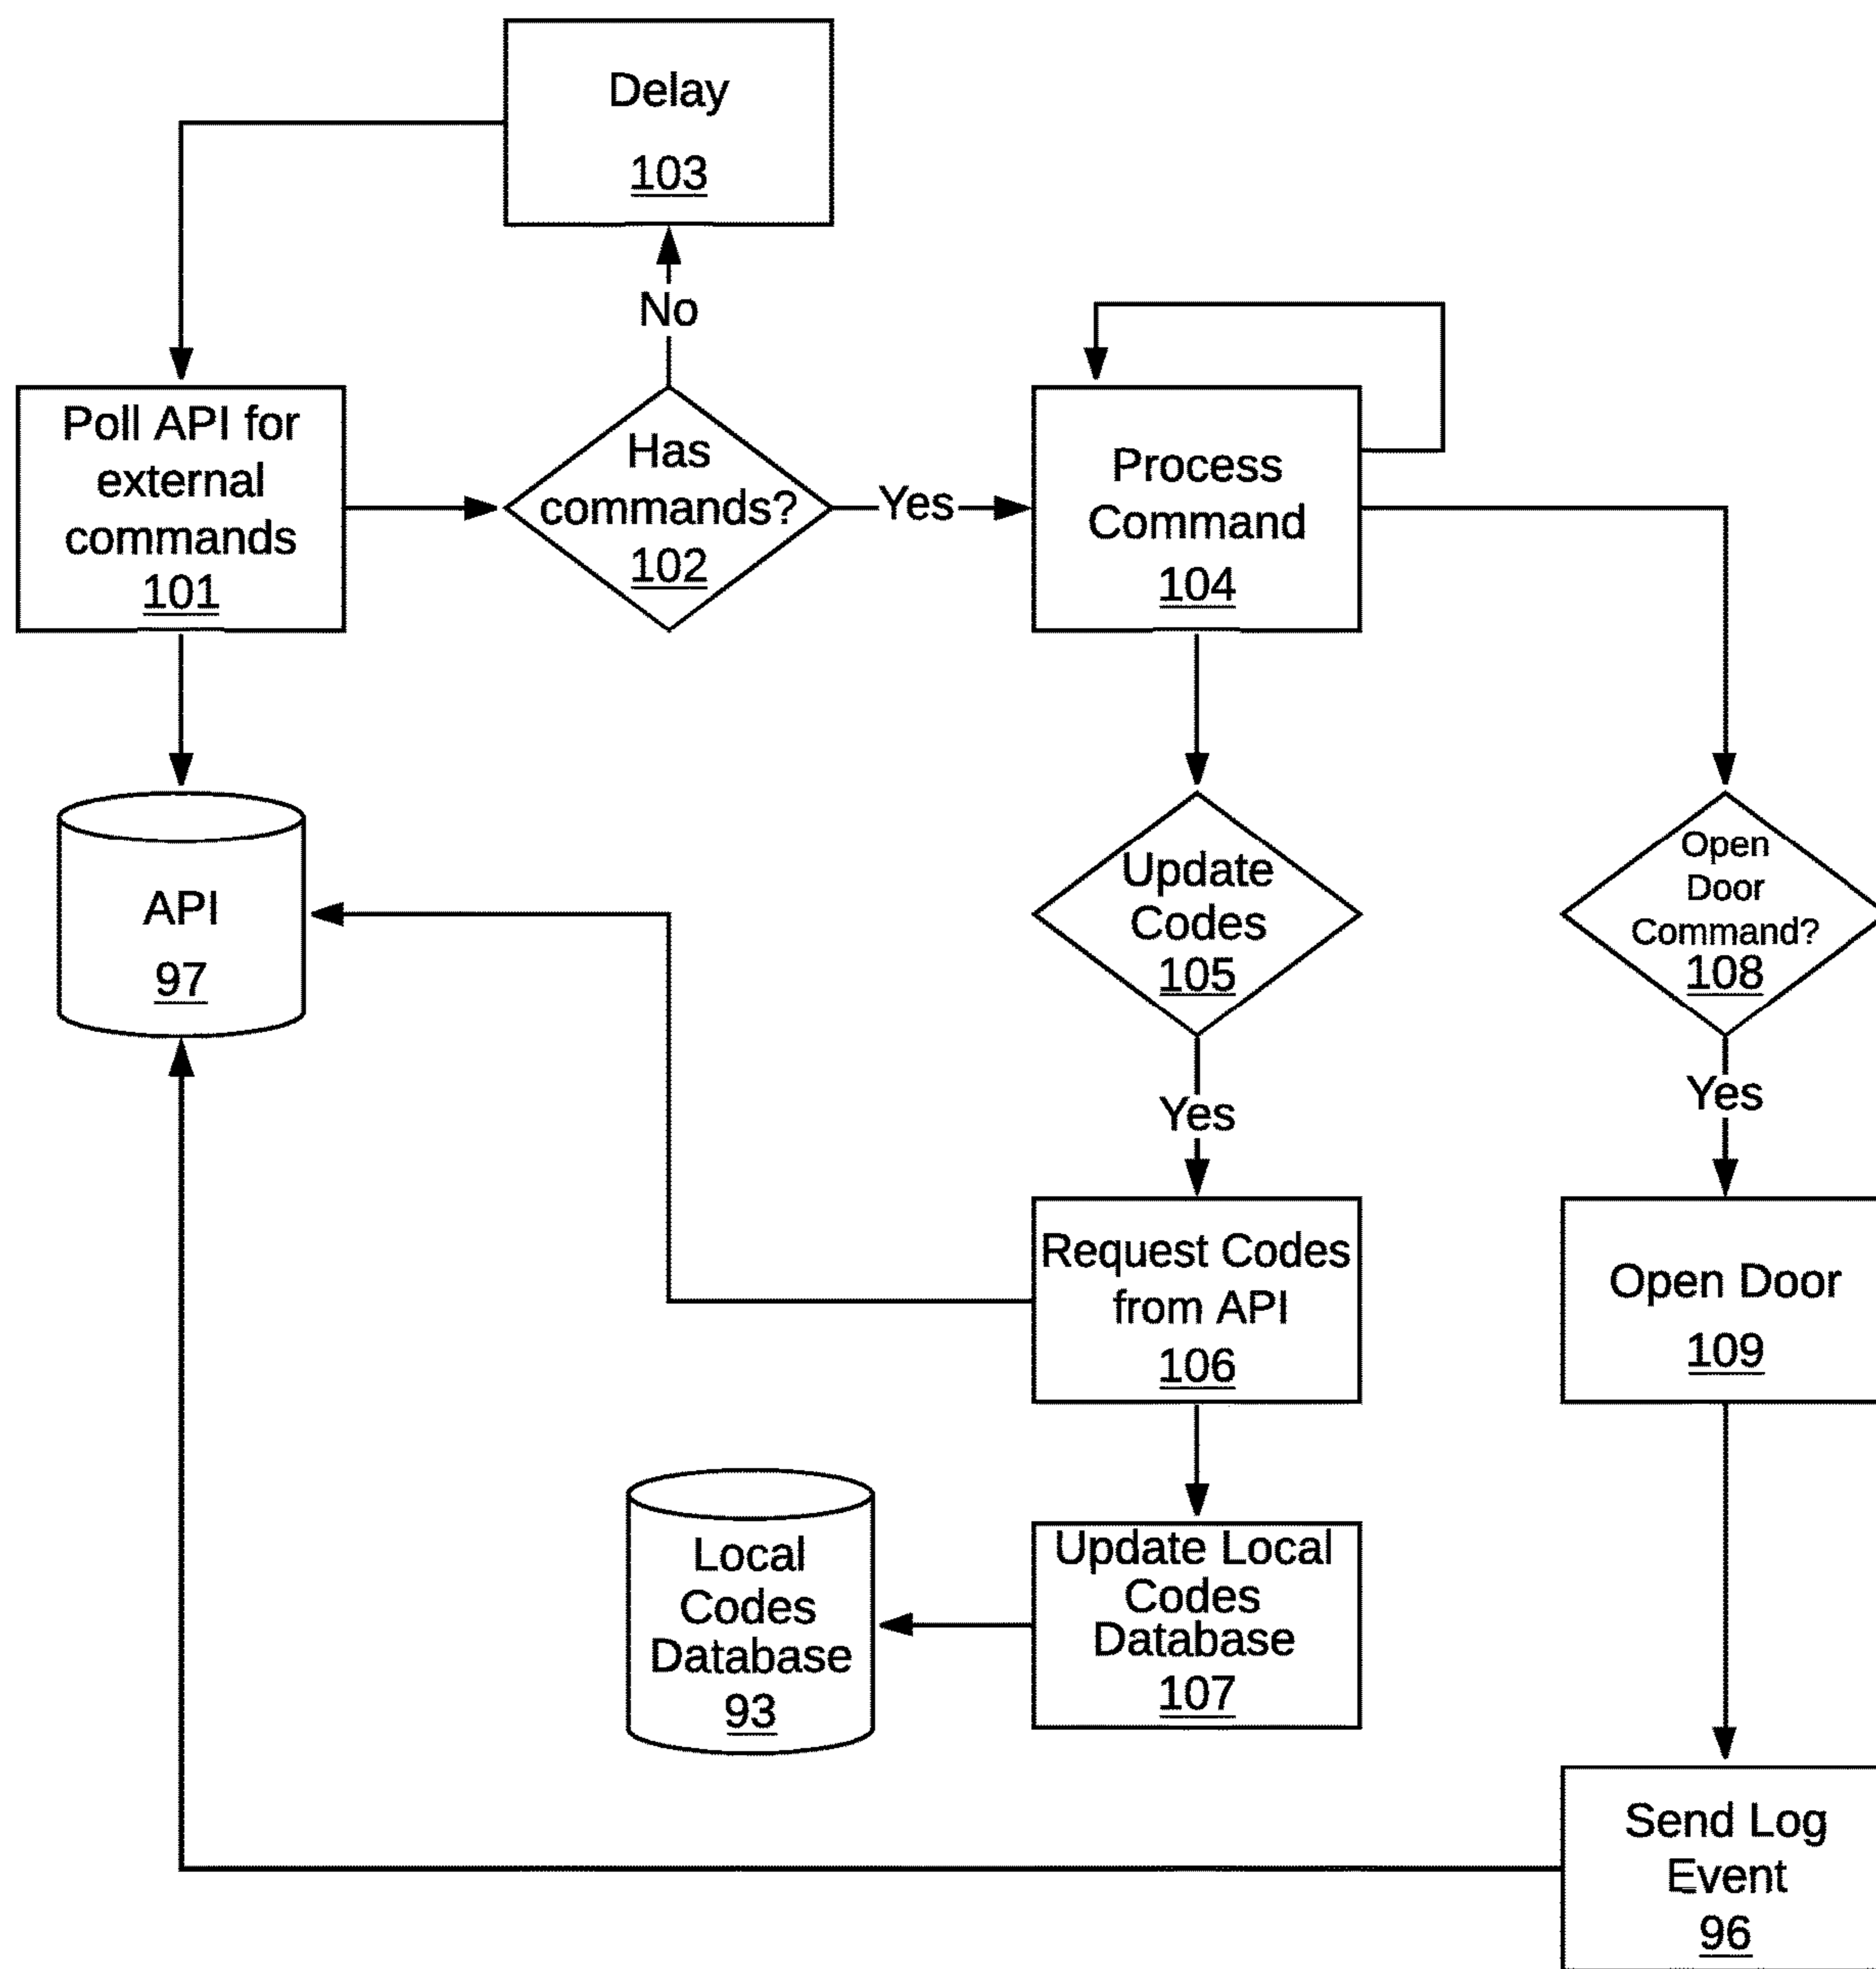 Delay
103
No
Poll API for
external
commands
101
Has
commands?
102
Yes
Process
Command
104
API
97
Update
Codes
105
Open
Door
Command?
108
Yes
Yes
Request Codes
from API
106
Open Door
109
Local
Codes
Database
93
Update Local
Codes
Database
107
Send Log
Event
96